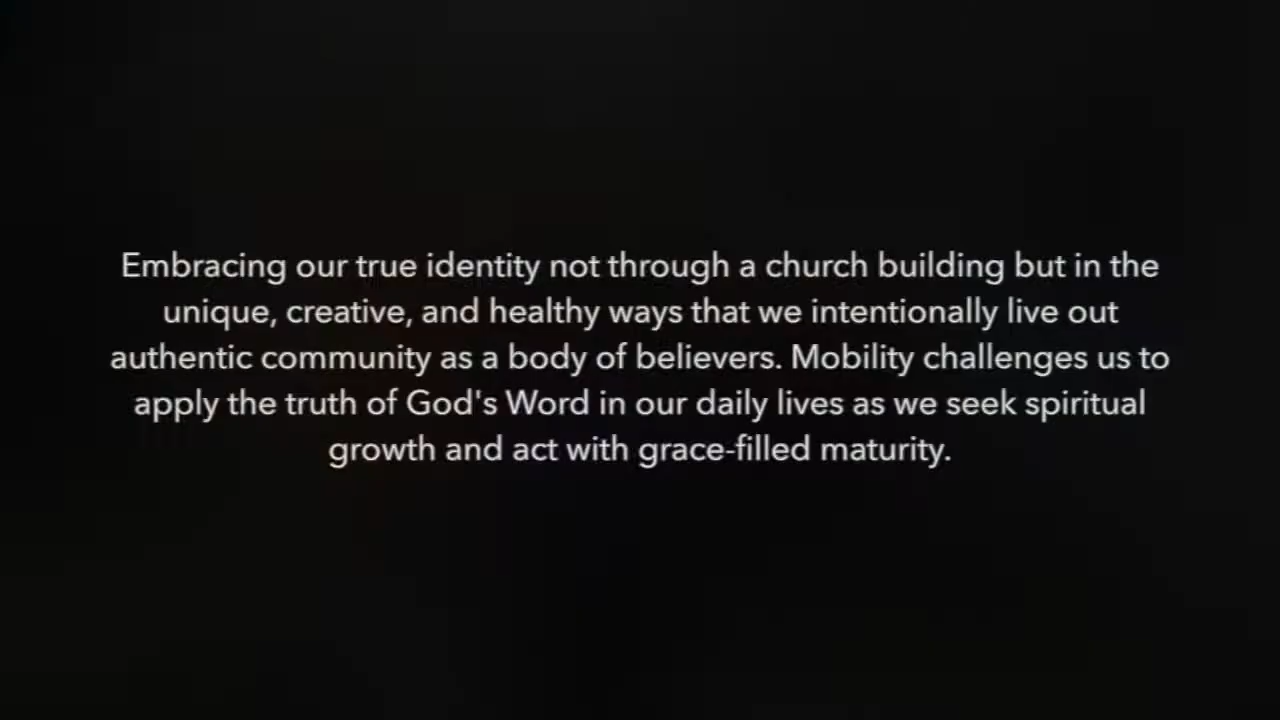 Embracing our true identity not through a church building but in the
unique, creative, and healthy ways that we intentionally live out
authentic community as a body of believers. Mobility challenges us to
apply the truth of God's Word in our daily lives as we seek spiritual
growth and act with grace-filled maturity.